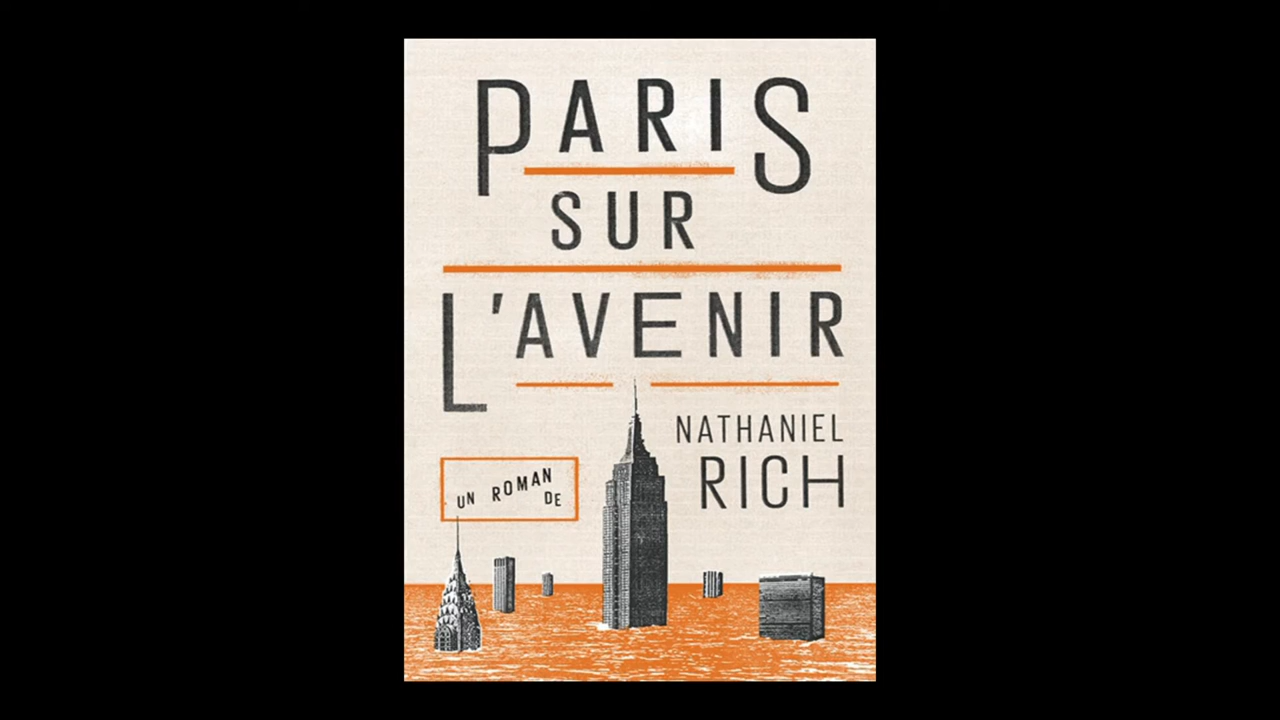 PARIS
SUR
L'AVENIR
NATHANIEL
RICH
UN ROMAN
DE